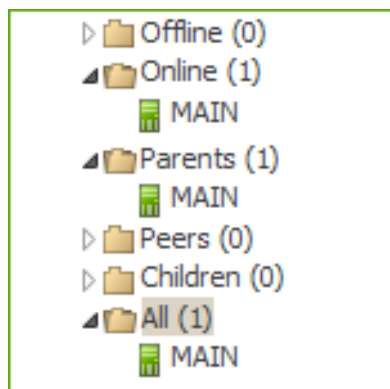 Offline (0)
Online (1)
MAIN
Parents (1)
MAIN
Peers (0)
Children (0)
All (1)
MAIN